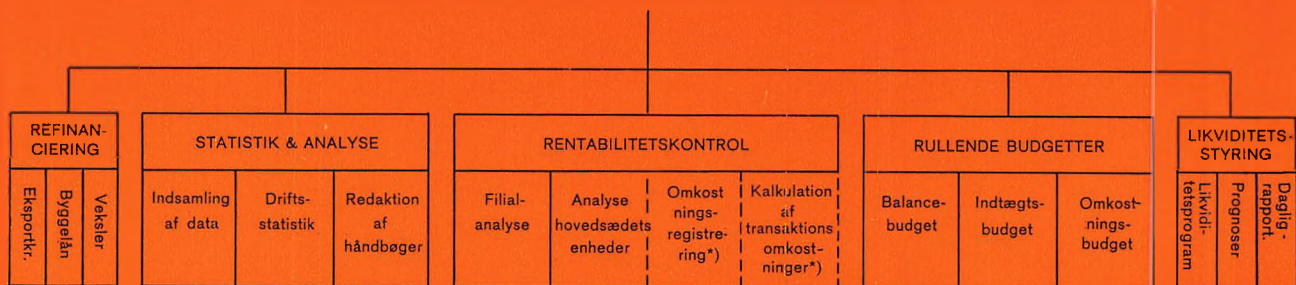 REFINAN-
CIERING
Eksportkr.
Byggelån
Veksler
STATISTIK & ANALYSE
Indsamling
af data
Drifts-
statistik
Redaktion
af
håndbøger
RENTABILITETSKONTROL
Filial-
analyse
Analyse
hovedsædets
enheder
Omkost
nings-
registre-
ring*)
Kalkulation
af
transaktions
omkost-
ninger*)
RULLENDE BUDGETTER
Balance-
budget
Indtægts-
budget
Omkost-
nings-
budget
LIKVIDITETS-
STYRING
Likvidi-
tetsprogram
Prognoser
Daglig-
rapport.